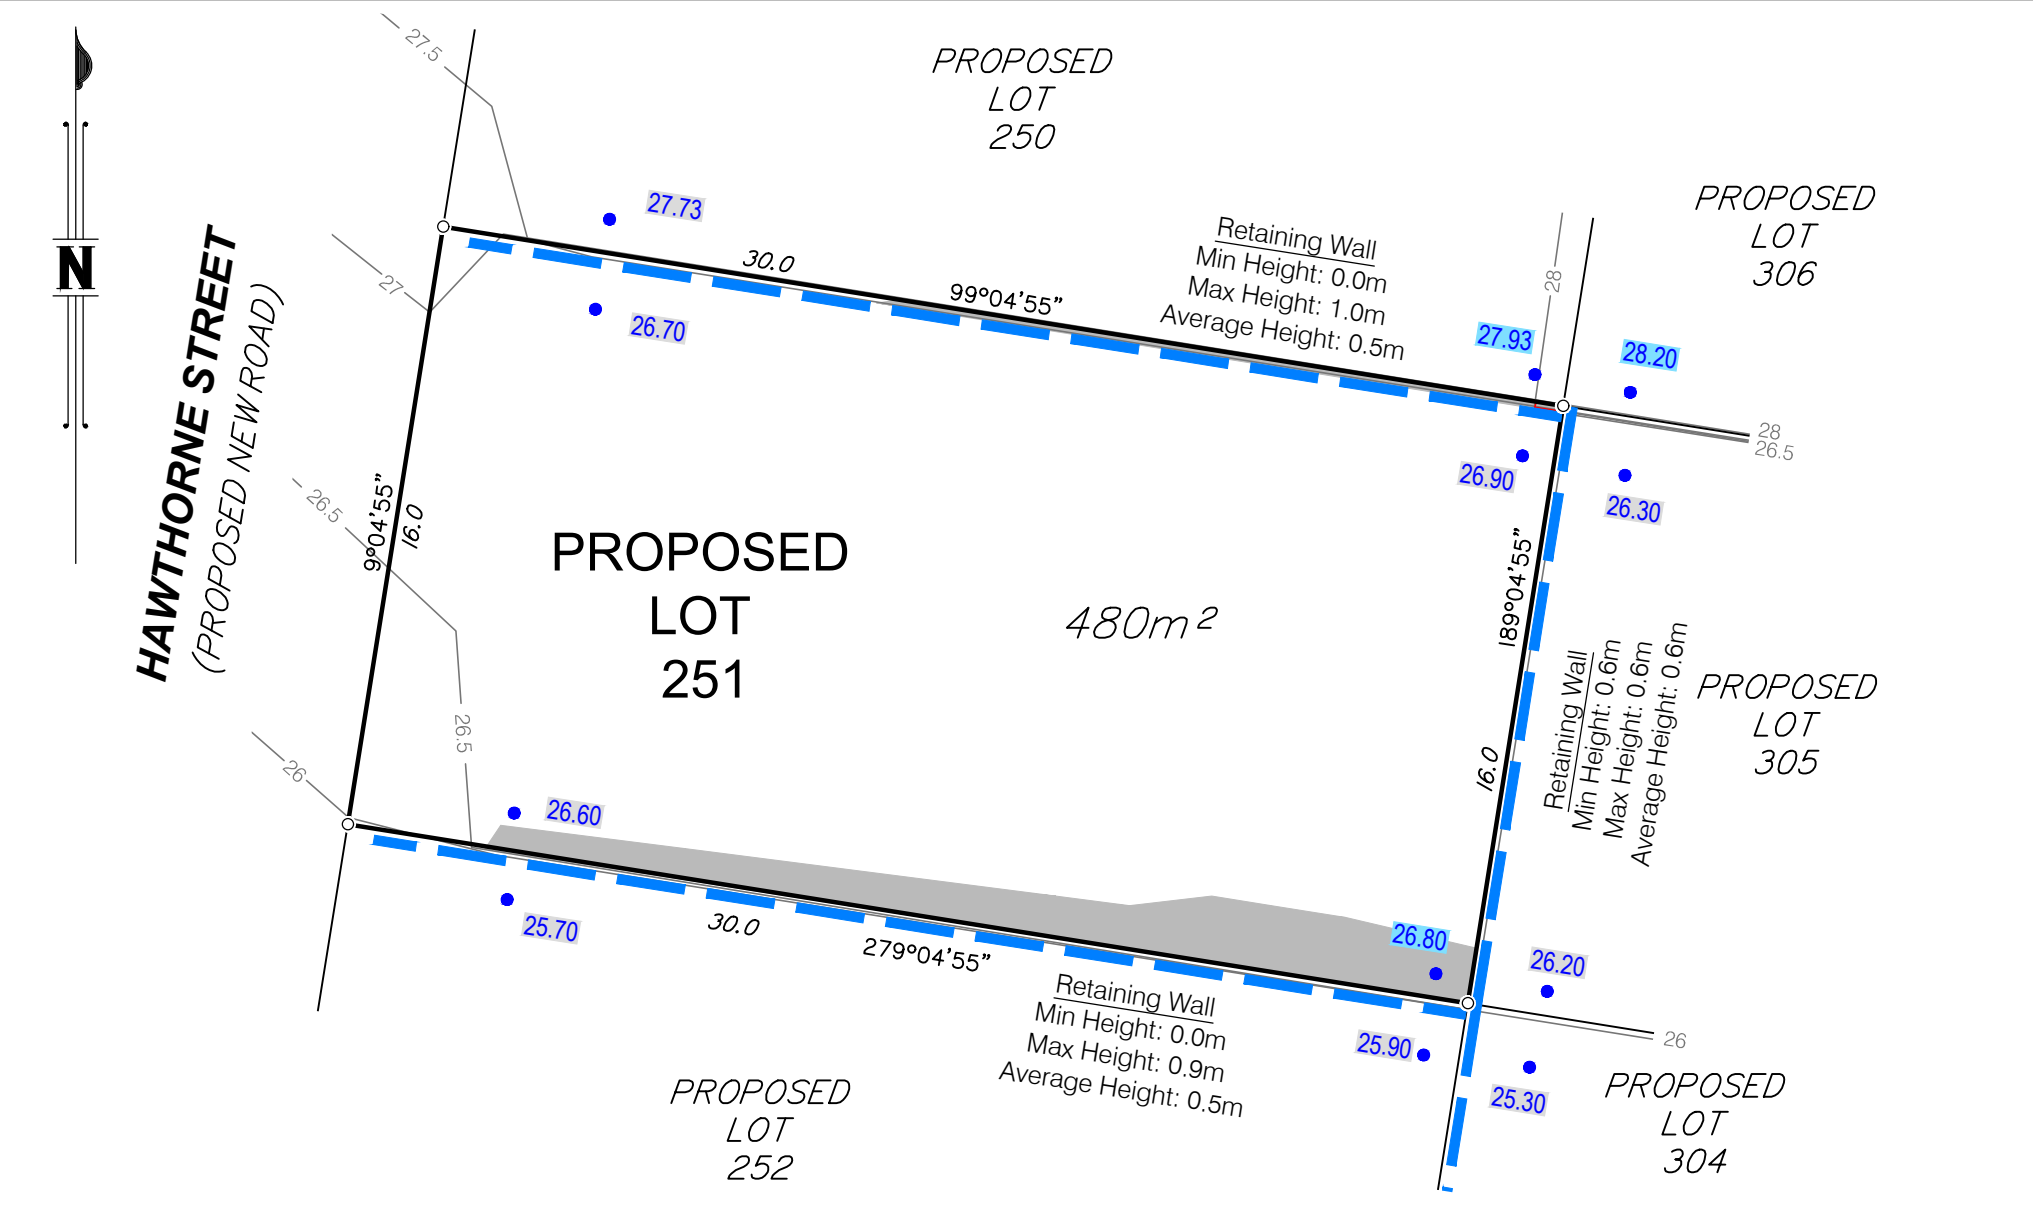 27.5
PROPOSED
LOT
250
PROPOSED
LOT
306
N
HAWTHORNE STREET
(PROPOSED NEW ROAD)
27.73
30.0
99°04'55”
Retaining Wall
Min Height: 0.0m
Max Height: 1.0m
Average Height: 0.5m
28
27.93
28.20
27
26.70
28
26.5
26.90
26.30
26.5
9°04'55”
16.0
PROPOSED
LOT
251
480m²
189°04'55”
16.0
Retaining Wall
Min Height: 0.6m
Max Height: 0.6m
Average Height: 0.6m
PROPOSED
LOT
305
26.5
26
26.60
25.70
30.0
279°04'55”
26.80
26.20
Retaining Wall
Min Height: 0.0m
Max Height: 0.9m
Average Height: 0.5m
25.90
26
25.30
PROPOSED
LOT
252
PROPOSED
LOT
304